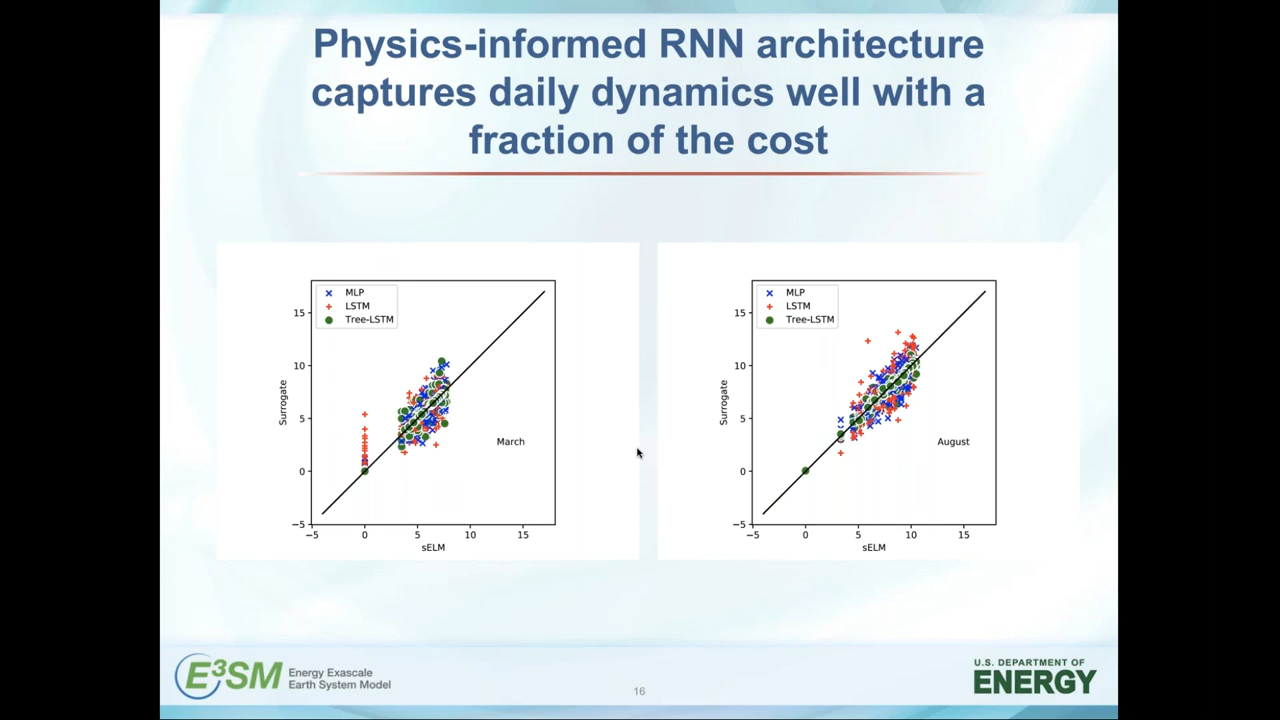 Physics-informed RNN architecture
captures daily dynamics well with a
fraction of the cost
MLP
LSTM
Tree-LSTM
15
10
5
0
−5
Surrogate
March
−5
0
5
10
15
sELM
MLP
LSTM
Tree-LSTM
15
10
5
0
−5
Surrogate
August
−5
0
5
10
15
sELM
E³SM
Energy Exascale
Earth System Model
16
U.S. DEPARTMENT OF
ENERGY